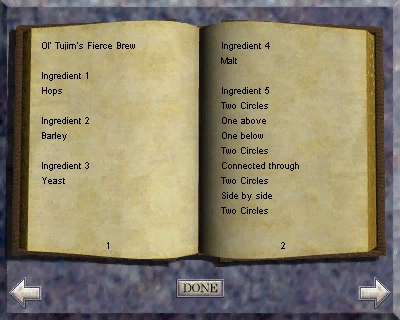 Ol' Tujim's Fierce Brew
Ingredient 1
Hops
Ingredient 2
Barley
Ingredient 3
Yeast
1
Ingredient 4
Malt
Ingredient 5
Two Circles
One above
One below
Two Circles
Connected through
Two Circles
Side by side
Two Circles
2
DONE